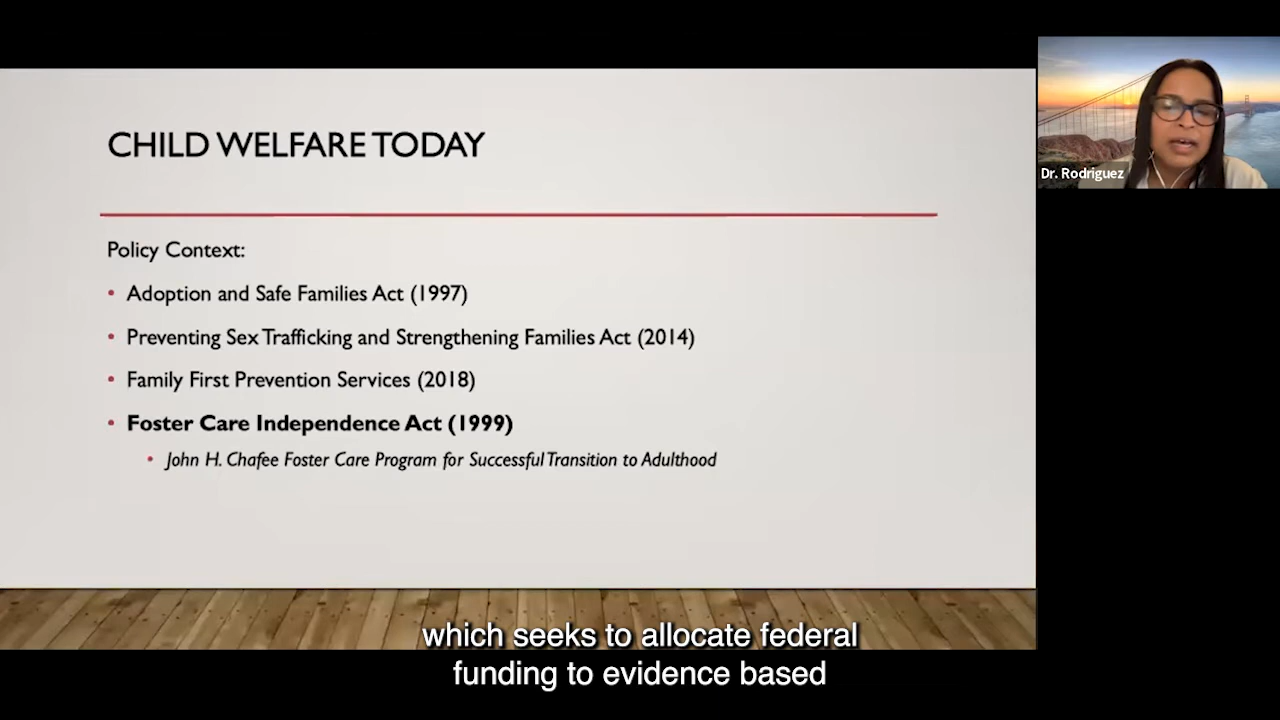 CHILD WELFARE TODAY
Policy Context:
• Adoption and Safe Families Act (1997)
• Preventing Sex Trafficking and Strengthening Families Act (2014)
• Family First Prevention Services (2018)
• Foster Care Independence Act (1999)
• John H. Chafee Foster Care Program for Successful Transition to Adulthood
Dr. Rodriguez
which seeks to allocate federal
funding to evidence based